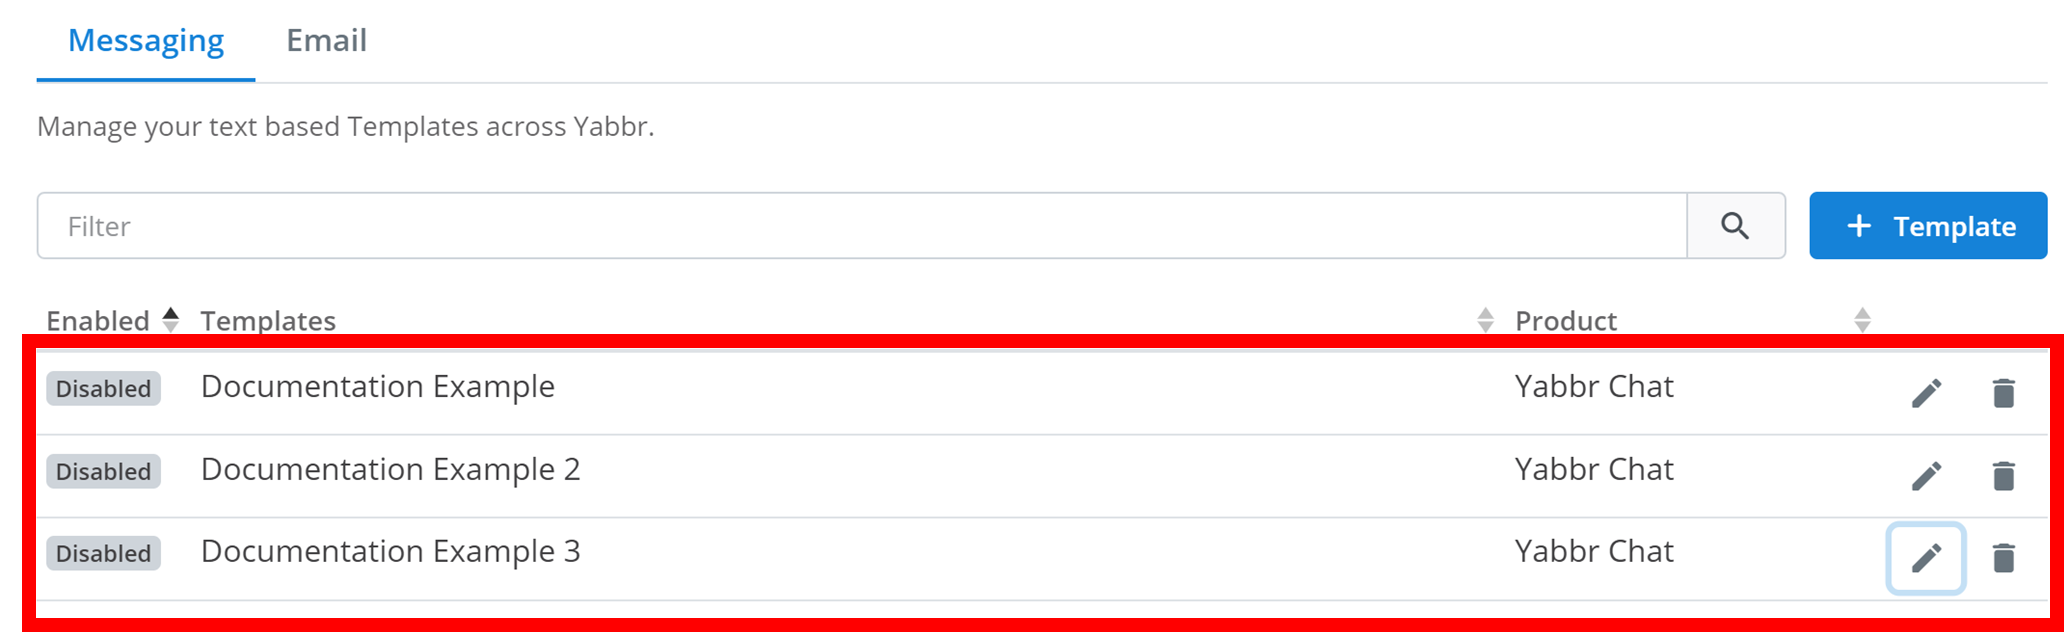 Messaging Email
Manage your text based Templates across Yabbr.
Filter + Template
Enabled Templates Product
Disabled Documentation Example Yabbr Chat
Disabled Documentation Example 2 Yabbr Chat
Disabled Documentation Example 3 Yabbr Chat